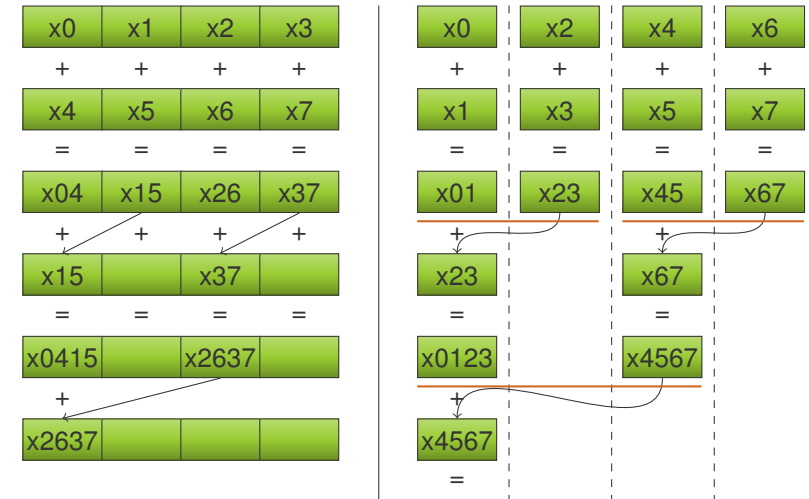 x0 x1 x2 x3
+ + + +
x4 x5 x6 x7
= = = =
x04 x15 x26 x37
+ + + +
x15 x37
= = = =
x0415 x2637
+
x2637
x0 x2 x4 x6
+ + + +
x1 x3 x5 x7
= = = =
x01 x23 x45 x67
+ +
x23 x67
= =
x0123 x4567
+
x4567
=